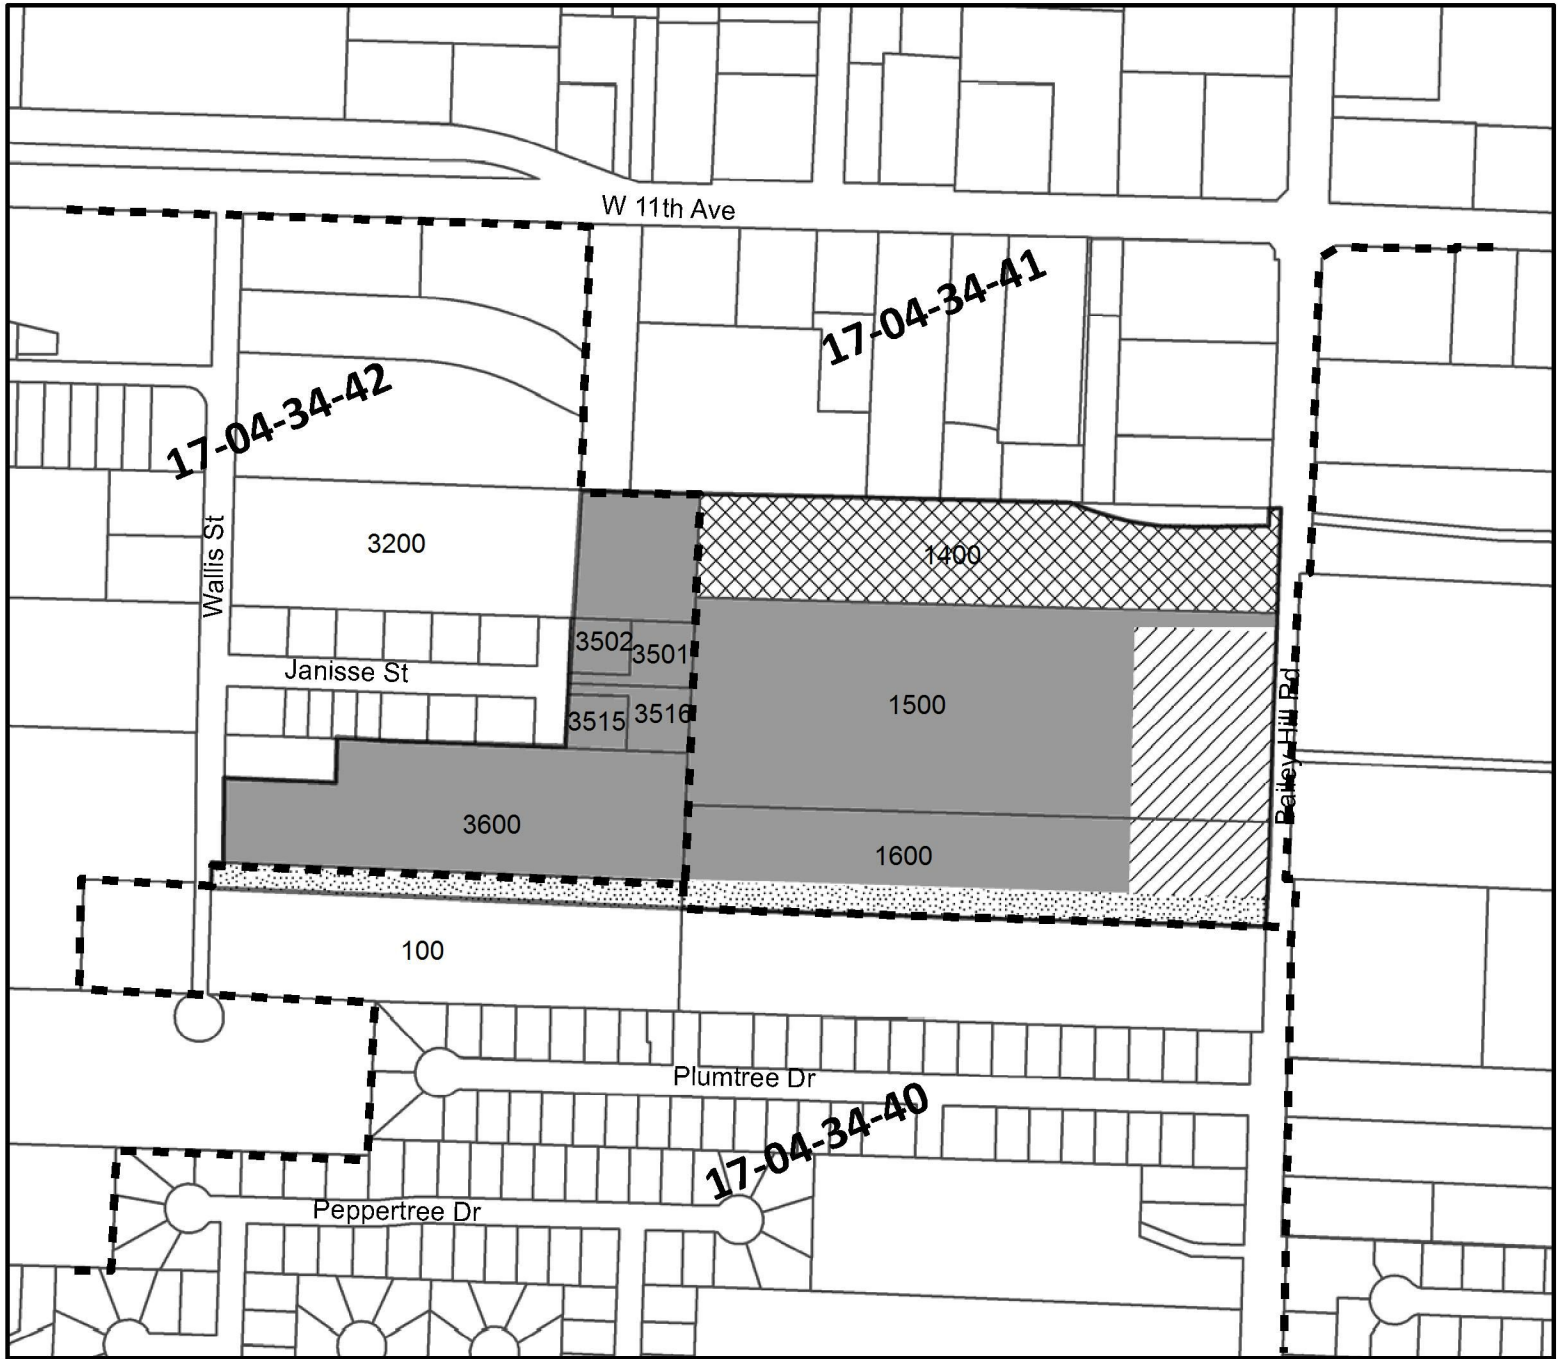 W 11th Ave
17-04-34-41
17-04-34-42
Wallis St
3200
1400
3502
3501
Janisse St
1500
3515
3516
Bailey Hill Rd
3600
1600
100
Plumtree Dr
17-04-34-40
Peppertree Dr